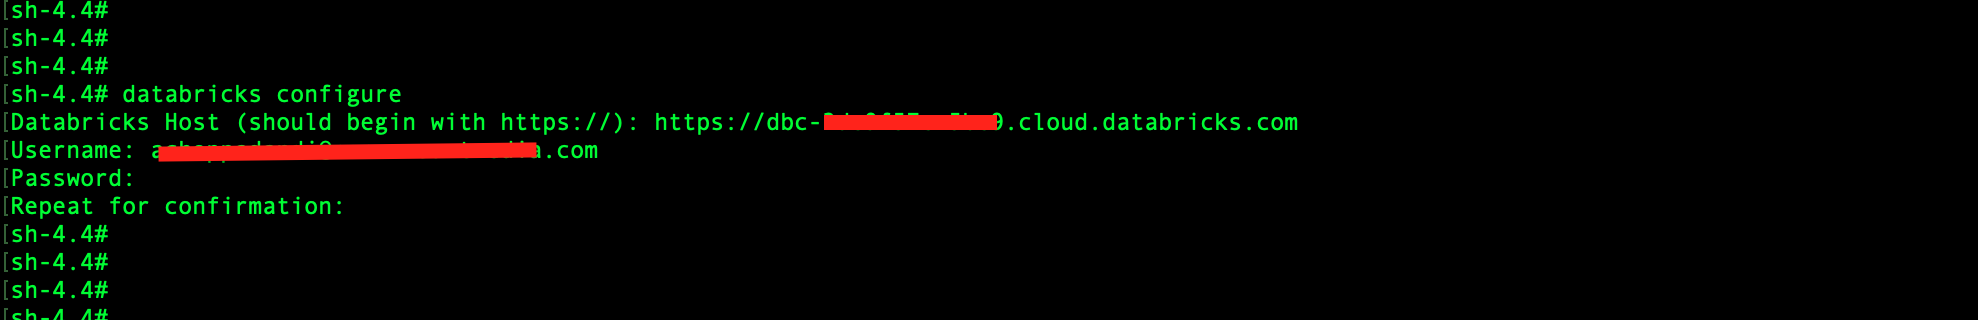 [sh-4.4#
[sh-4.4#
[sh-4.4#
[sh-4.4# databricks configure
[Databricks Host (should begin with https://): https://dbc- .cloud.databricks.com
[Username: .com
[Password:
[Repeat for confirmation:
[sh-4.4#
[sh-4.4#
[sh-4.4#
[sh-4.4#